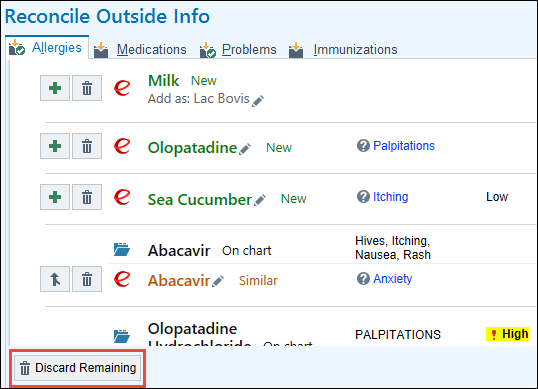 Reconcile Outside Info
Allergies Medications Problems Immunizations
Milk New
Add as: Lac Bovis
Olopatadine New Palpitations
Sea Cucumber New Itching Low
Abacavir On chart Hives, Itching,
Nausea, Rash
Abacavir Similar Anxiety
Olopatadine
Hydrochloride On chart PALPITATIONS High
Discard Remaining